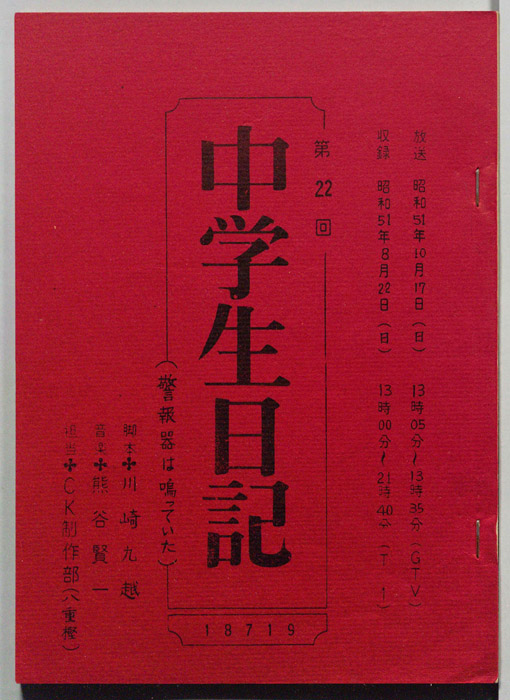 放送 昭和51年10月17日(日) 13時05分~13時35分(GTV)
収録 昭和51年8月22日(日) 13時00分~21時40分(T-1)
第22回
中学生日記
(警報器は鳴っていた)
脚本✤川崎九越
音楽✤熊谷賢一
担当✤CK制作部(八重樫)
18719